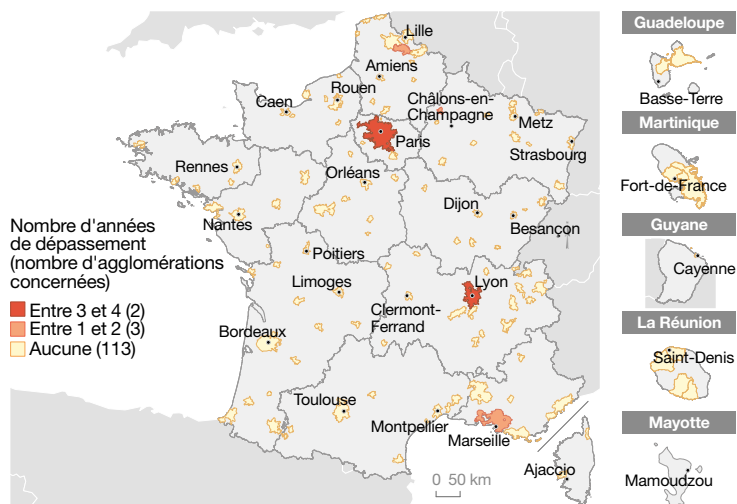 Lille
Amiens
Rouen
Caen
Châlons-en-
Champagne
Metz
Paris
Strasbourg
Rennes
Orléans
Nantes
Dijon
Besançon
Poitiers
Limoges
Clermont-
Ferrand
Lyon
Bordeaux
Toulouse
Montpellier
Marseille
Ajaccio
0 50 km
Nombre d'années
de dépassement
(nombre d'agglomérations
concernées)
Entre 3 et 4 (2)
Entre 1 et 2 (3)
Aucune (113)
Guadeloupe
Basse-Terre
Martinique
Fort-de-France
Guyane
Cayenne
La Réunion
Saint-Denis
Mayotte
Mamoudzou